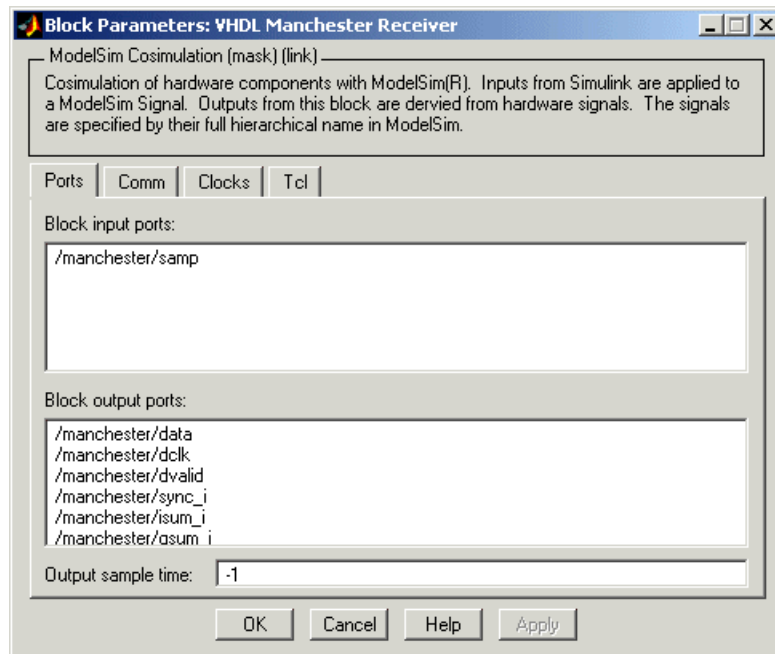 Block Parameters: VHDL Manchester Receiver
ModelSim Cosimulation (mask) (link)
Cosimulation of hardware components with ModelSim(R). Inputs from Simulink are applied to
a ModelSim Signal. Outputs from this block are dervied from hardware signals. The signals
are specified by their full hierarchical name in ModelSim.
Ports Comm Clocks Tcl
Block input ports:
/manchester/samp
Block output ports:
/manchester/data
/manchester/dclk
/manchester/dvalid
/manchester/sync_i
/manchester/isum_i
/manchester/qsum_i
Output sample time: -1
OK Cancel Help Apply